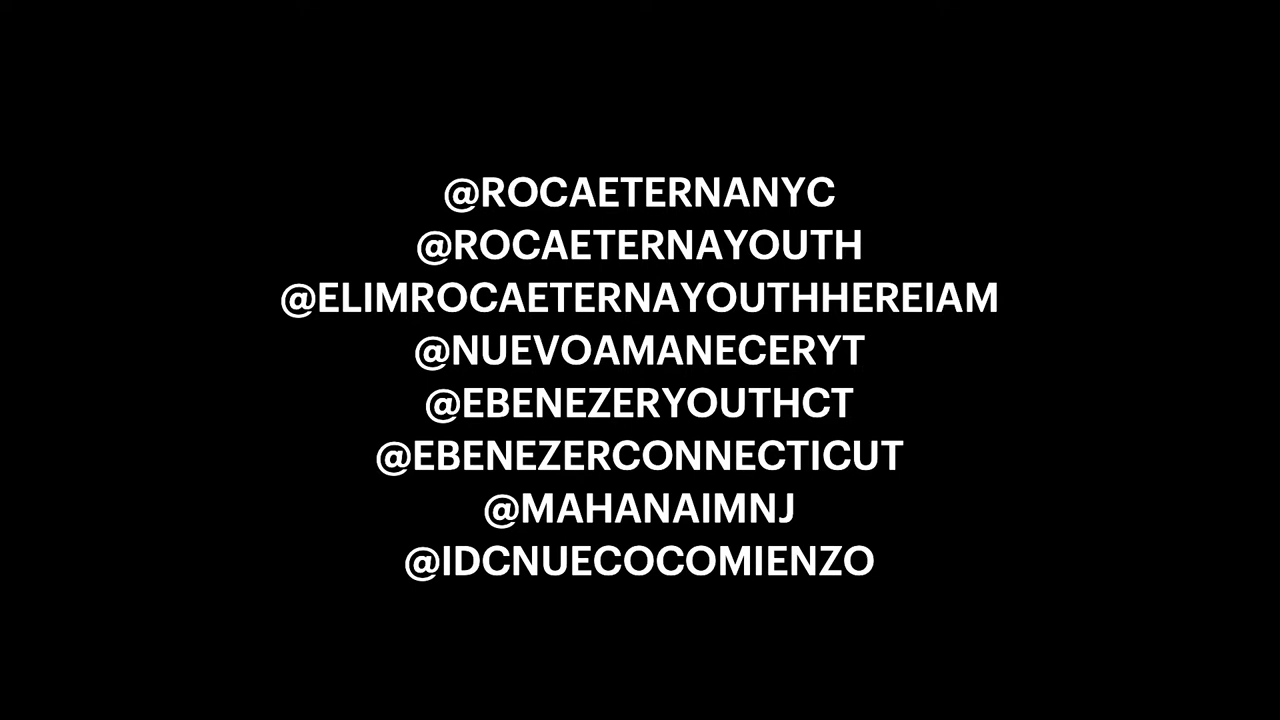 @ROCAETERNANYC
@ROCAETERNAYOUTH
@ELIMROCAETERNAYOUTHHEREIAM
@NUEVOAMANECERYT
@EBENEZERYOUTHCT
@EBENEZERCONNECTICUT
@MAHANAIMNJ
@IDCNUECOCOMIENZO